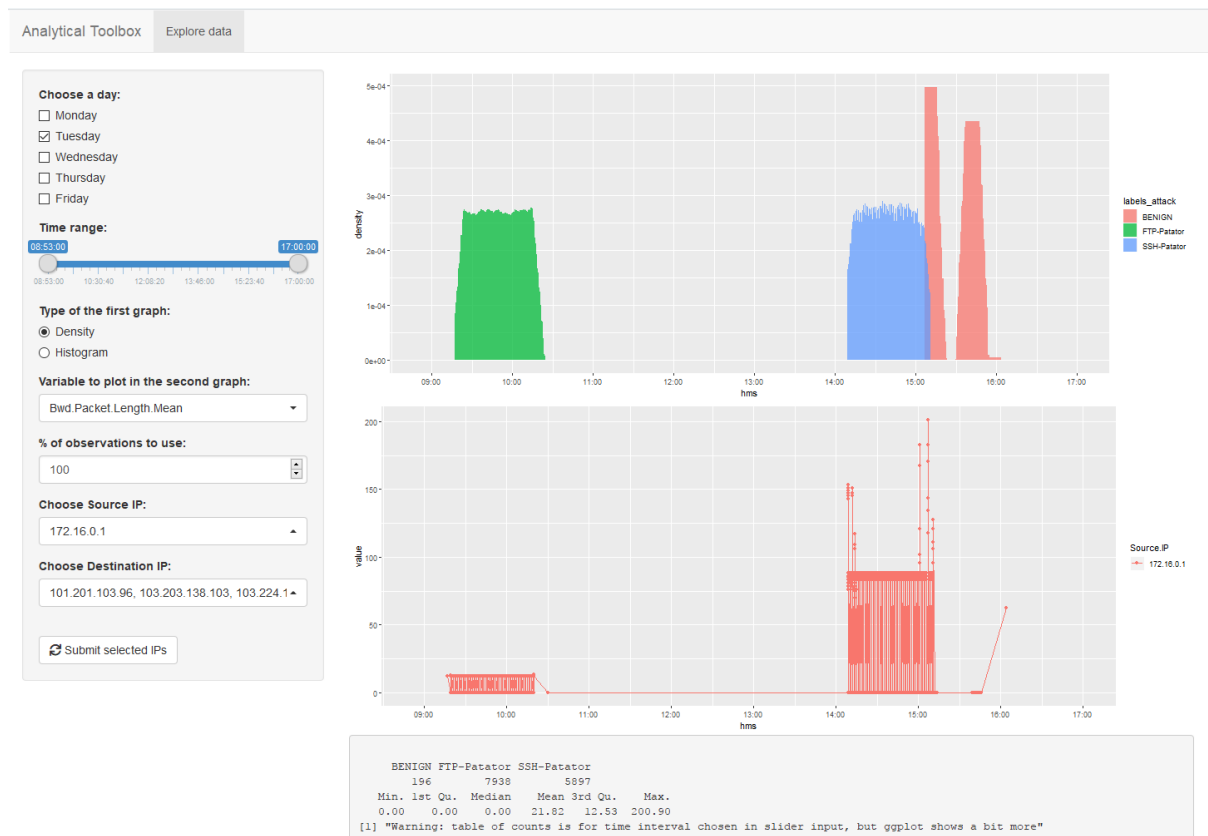 Analytical Toolbox
Explore data
Choose a day:
Monday
Tuesday
Wednesday
Thursday
Friday
Time range:
08:53:00
17:00:00
08:53:00 10:30:40 12:08:20 13:46:00 15:23:40 17:00:00
Type of the first graph:
Density
Histogram
Variable to plot in the second graph:
Bwd.Packet.Length.Mean
% of observations to use:
100
Choose Source IP:
172.16.0.1
Choose Destination IP:
101.201.103.96, 103.203.138.103, 103.224.1
Submit selected IPs
5e-04
4e-04
3e-04
2e-04
1e-04
0e+00
density
09:00 10:00 11:00 12:00 13:00 14:00 15:00 16:00 17:00
hms
labels_attack
BENIGN
FTP-Patator
SSH-Patator
200
150
100
50
0
value
09:00 10:00 11:00 12:00 13:00 14:00 15:00 16:00 17:00
hms
Source.IP
172.16.0.1
BENIGN FTP-Patator SSH-Patator
196 7938 5897
Min. 1st Qu. Median Mean 3rd Qu. Max.
0.00 0.00 0.00 21.82 12.53 200.90
[1] "Warning: table of counts is for time interval chosen in slider input, but ggplot shows a bit more"